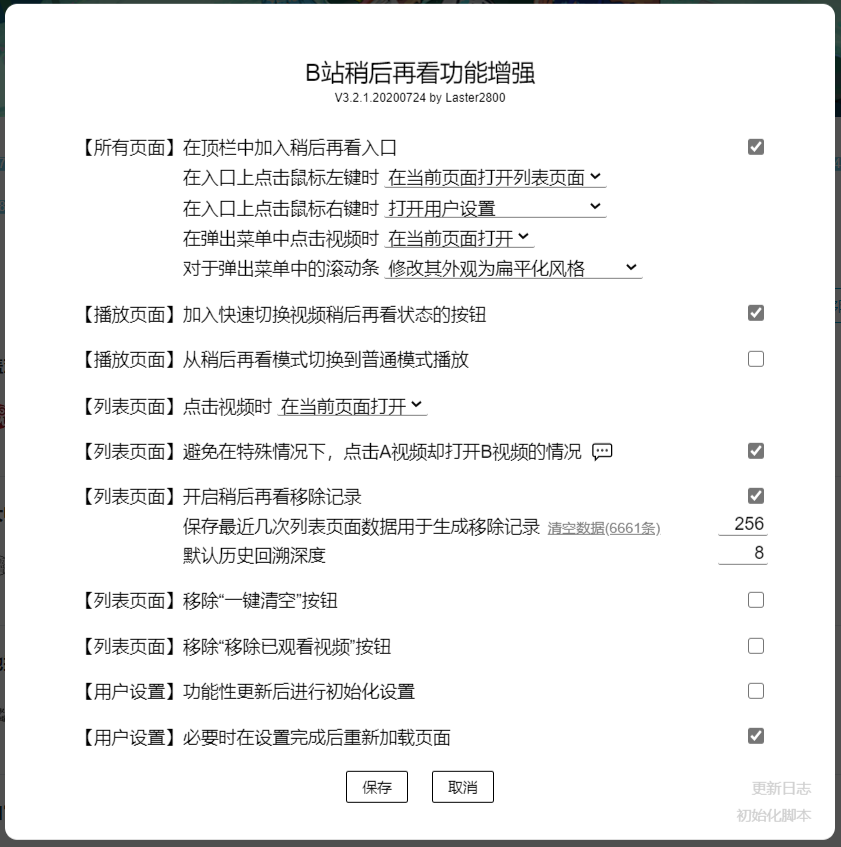 B站稍后再看功能增强
V3.2.1.20200724 by Laster2800
【所有页面】在顶栏中加入稍后再看入口
在入口上点击鼠标左键时 在当前页面打开列表页面
在入口上点击鼠标右键时 打开用户设置
在弹出菜单中点击视频时 在当前页面打开
对于弹出菜单中的滚动条 修改其外观为扁平化风格
【播放页面】加入快速切换视频稍后再看状态的按钮
【播放页面】从稍后再看模式切换到普通模式播放
【列表页面】点击视频时 在当前页面打开
【列表页面】避免在特殊情况下，点击A视频却打开B视频的情况
【列表页面】开启稍后再看移除记录
保存最近几次列表页面数据用于生成移除记录 清空数据(6661条) 256
默认历史回溯深度 8
【列表页面】移除“一键清空”按钮
【列表页面】移除“移除已观看视频”按钮
【用户设置】功能性更新后进行初始化设置
【用户设置】必要时在设置完成后重新加载页面
保存 取消
更新日志
初始化脚本